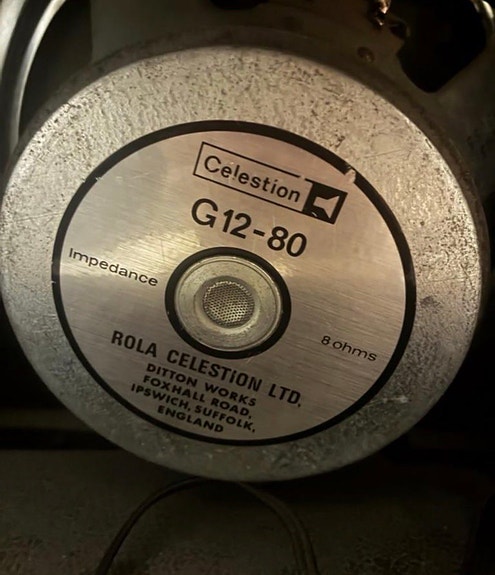 Celestion
G12-80
Impedance
8 ohms
ROLA CELESTION LTD,
DITTON WORKS
FOXHALL ROAD,
IPSWICH, SUFFOLK,
ENGLAND